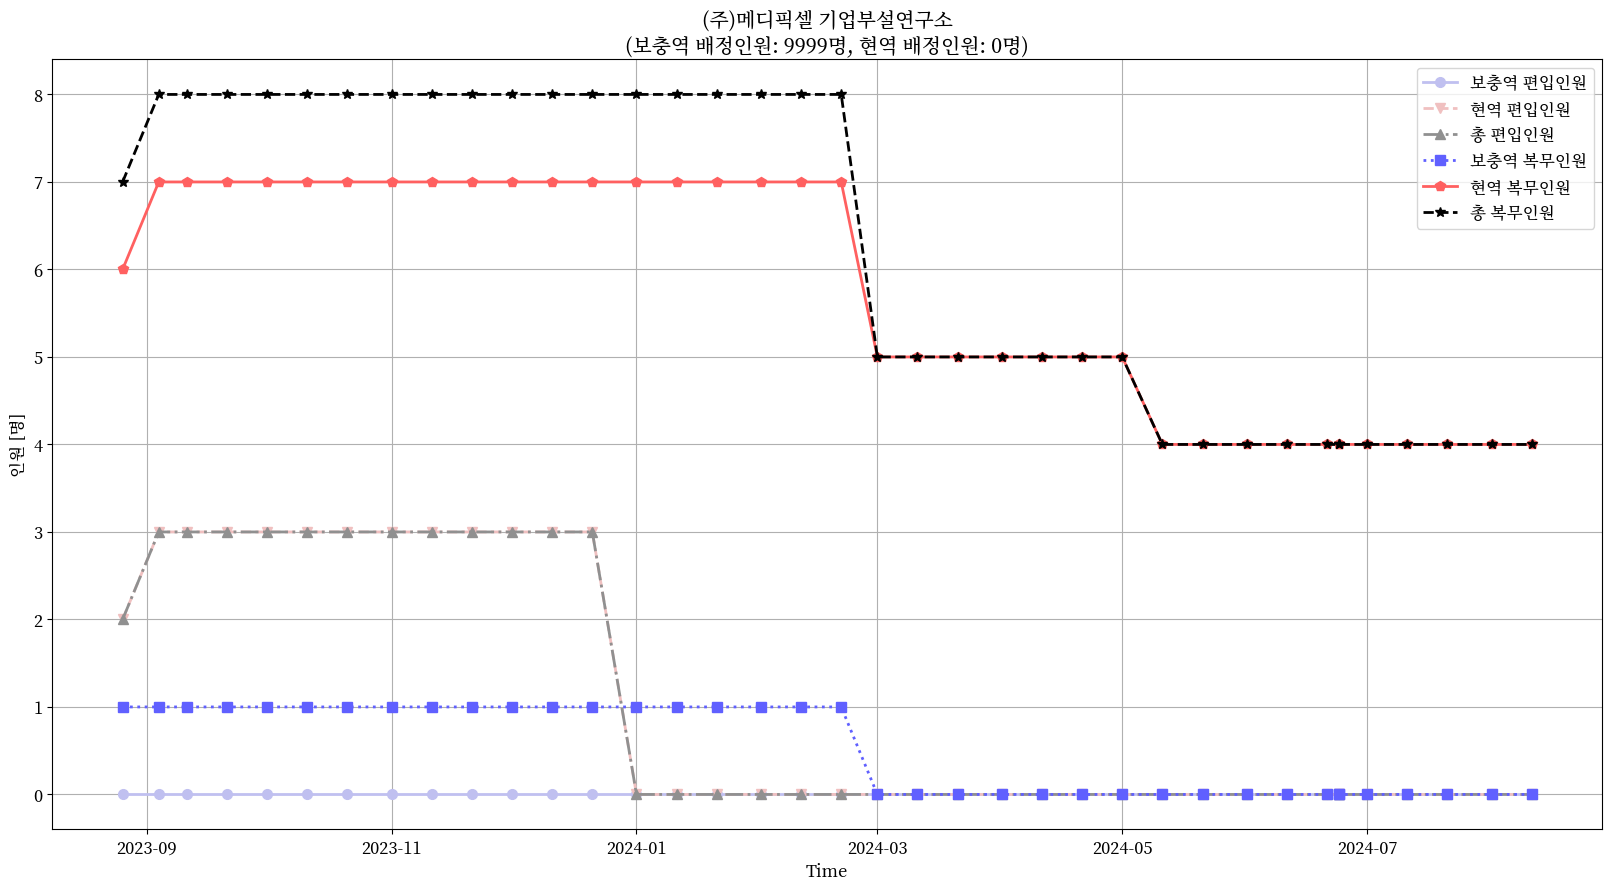 (주)메디픽셀 기업부설연구소
(보충역 배정인원: 9999명, 현역 배정인원: 0명)
보충역 편입인원
현역 편입인원
총 편입인원
보충역 복무인원
현역 복무인원
총 복무인원
8
7
6
5
4
3
2
1
0
인원 [명]
2023-09 2023-11 2024-01 2024-03 2024-05 2024-07
Time